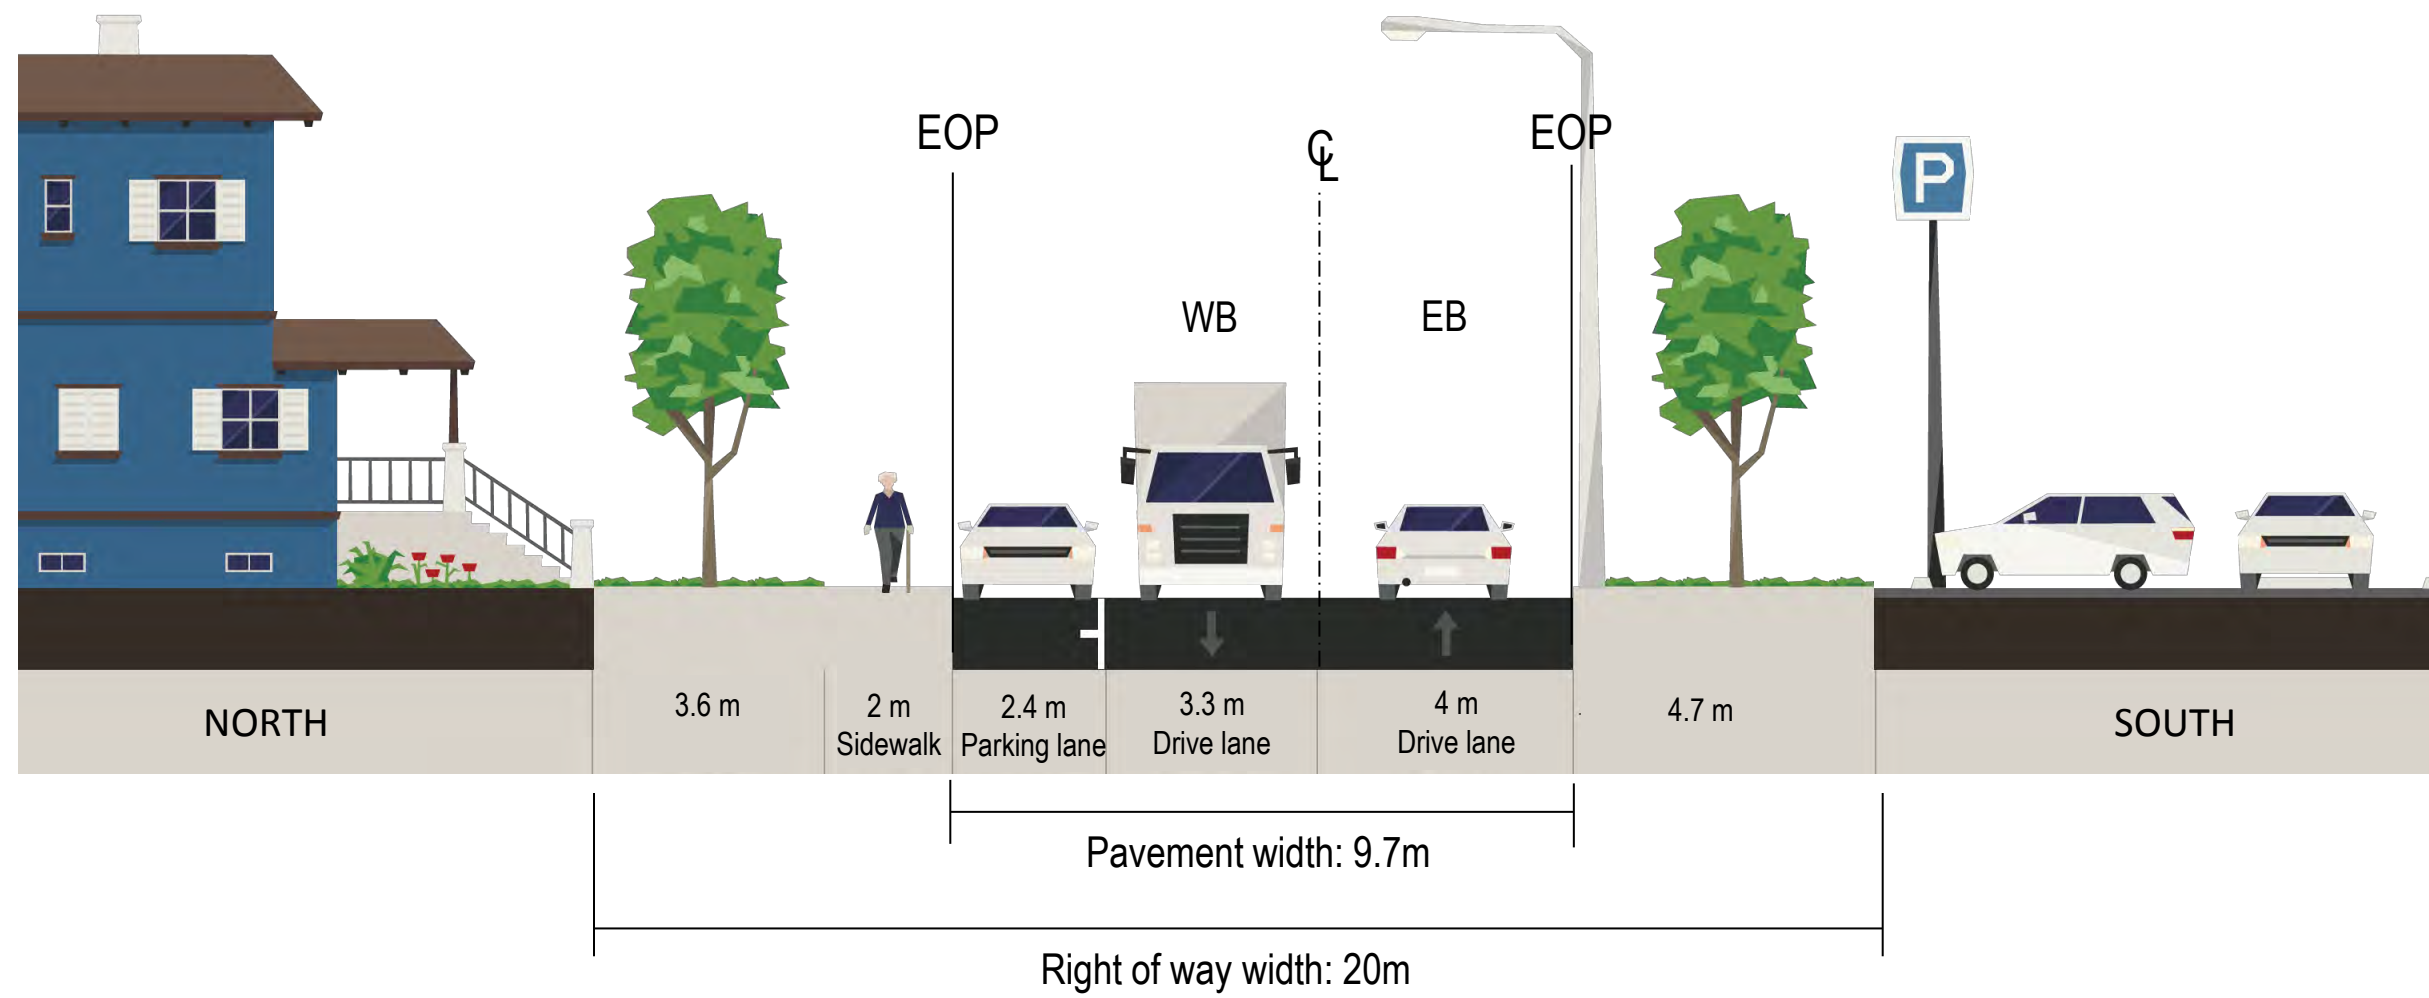 EOP
℄
EOP
P
WB
EB
3.6 m
2 m
Sidewalk
2.4 m
Parking lane
3.3 m
Drive lane
4 m
Drive lane
4.7 m
NORTH
SOUTH
Pavement width: 9.7m
Right of way width: 20m